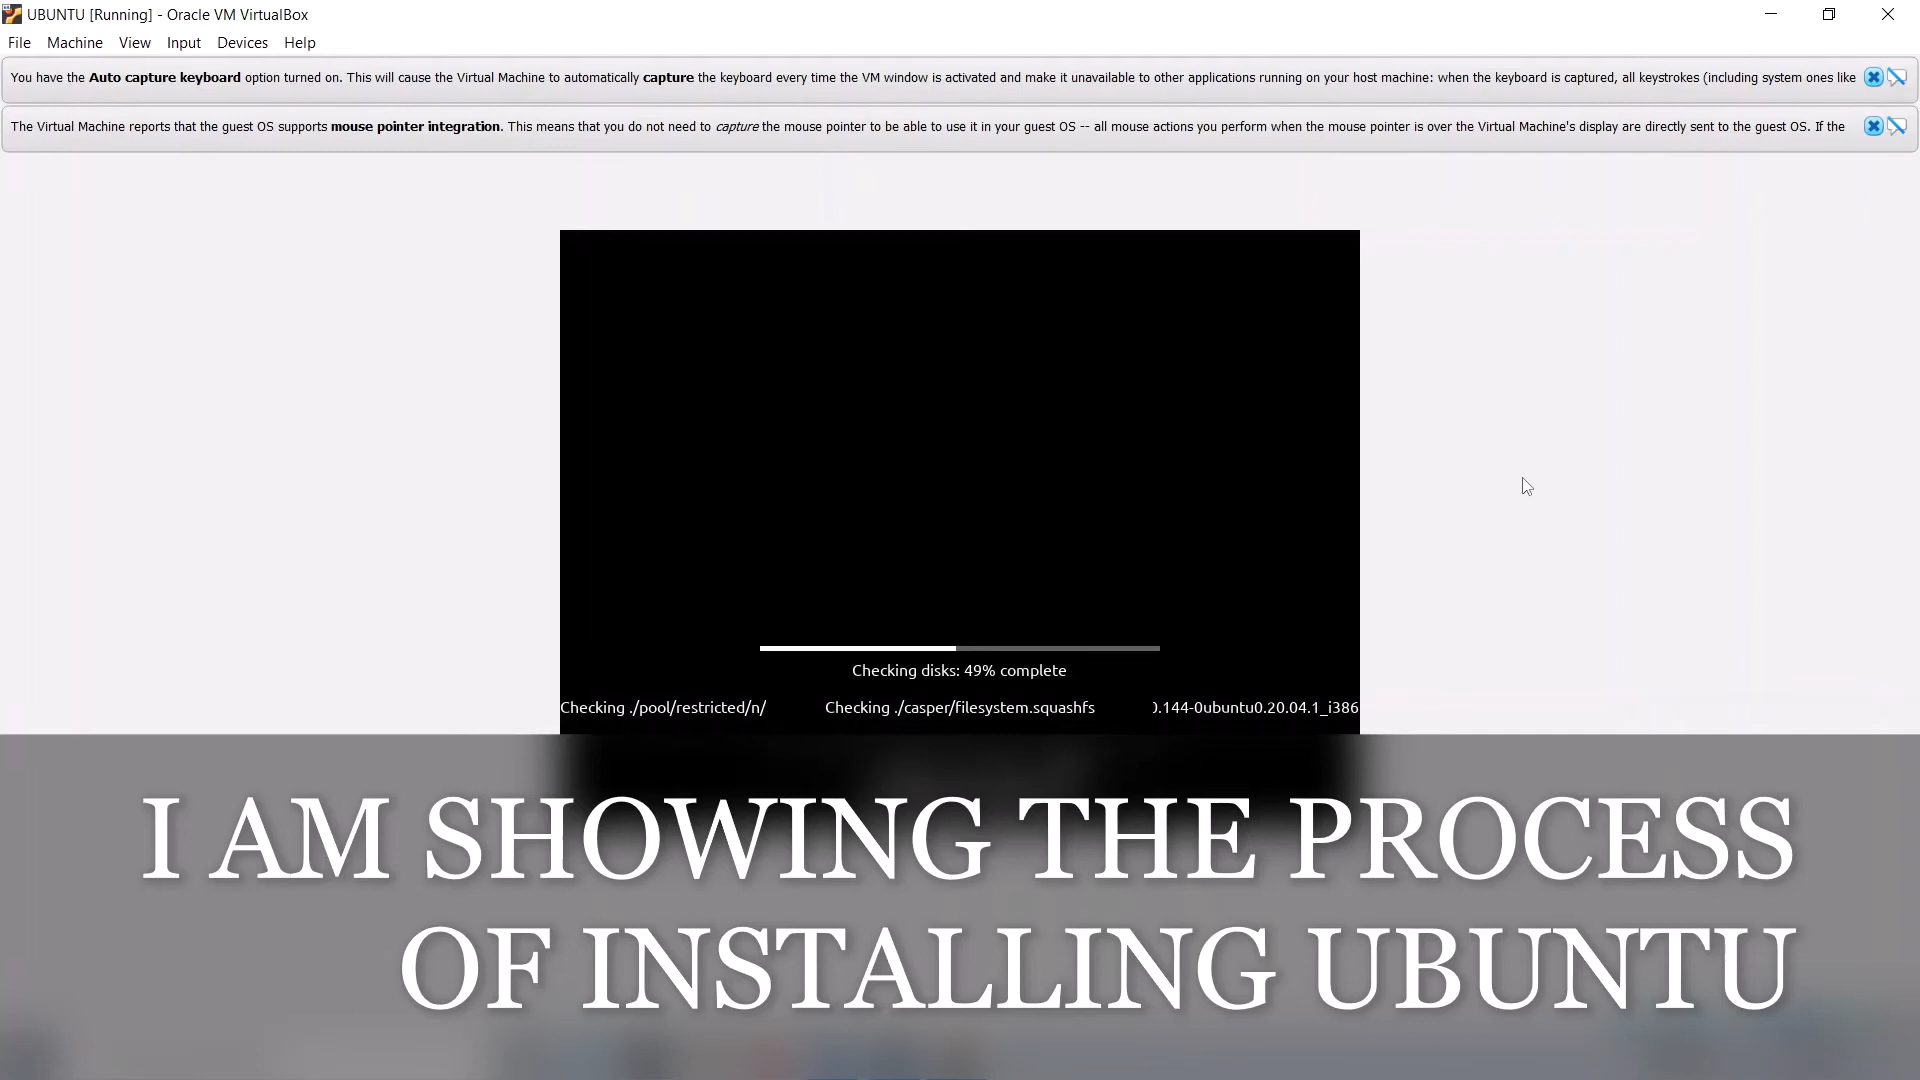 UBUNTU [Running] - Oracle VM VirtualBox
File Machine View Input Devices Help
You have the Auto capture keyboard option turned on. This will cause the Virtual Machine to automatically capture the keyboard every time the VM window is activated and make it unavailable to other applications running on your host machine: when the keyboard is captured, all keystrokes (including system ones like
The Virtual Machine reports that the guest OS supports mouse pointer integration. This means that you do not need to capture the mouse pointer to be able to use it in your guest OS -- all mouse actions you perform when the mouse pointer is over the Virtual Machine's display are directly sent to the guest OS. If the
Checking disks: 49% complete
Checking ./pool/restricted/n/ Checking ./casper/filesystem.squashfs 0.144-0ubuntu0.20.04.1_i386
I AM SHOWING THE PROCESS
OF INSTALLING UBUNTU